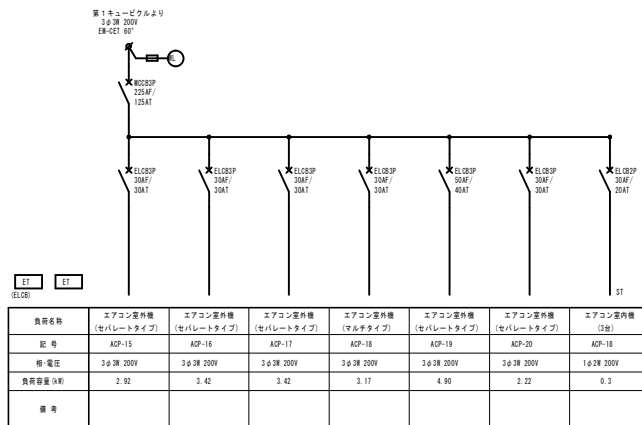 第1キュービクルより
3φ3W 200V
EM-CET 60°
WL
MCCB3P
225AF/
125AT
ELCB3P
30AF/
30AT
ELCB3P
30AF/
30AT
ELCB3P
30AF/
30AT
ELCB3P
30AF/
30AT
ELCB3P
50AF/
40AT
ELCB3P
30AF/
30AT
ELCB2P
30AF/
20AT
ET ET
(ELCB)
ST
負荷名称 エアコン室外機 エアコン室外機 エアコン室外機 エアコン室外機 エアコン室外機 エアコン室外機 エアコン室内機
(セパレートタイプ) (セパレートタイプ) (セパレートタイプ) (マルチタイプ) (セパレートタイプ) (セパレートタイプ) (3台)
記 号 ACP-15 ACP-16 ACP-17 ACP-18 ACP-19 ACP-20 ACP-18
相・電圧 3φ3W 200V 3φ3W 200V 3φ3W 200V 3φ3W 200V 3φ3W 200V 3φ3W 200V 1φ2W 200V
負荷容量(kW) 2.92 3.42 3.42 3.17 4.90 2.22 0.3
備 考